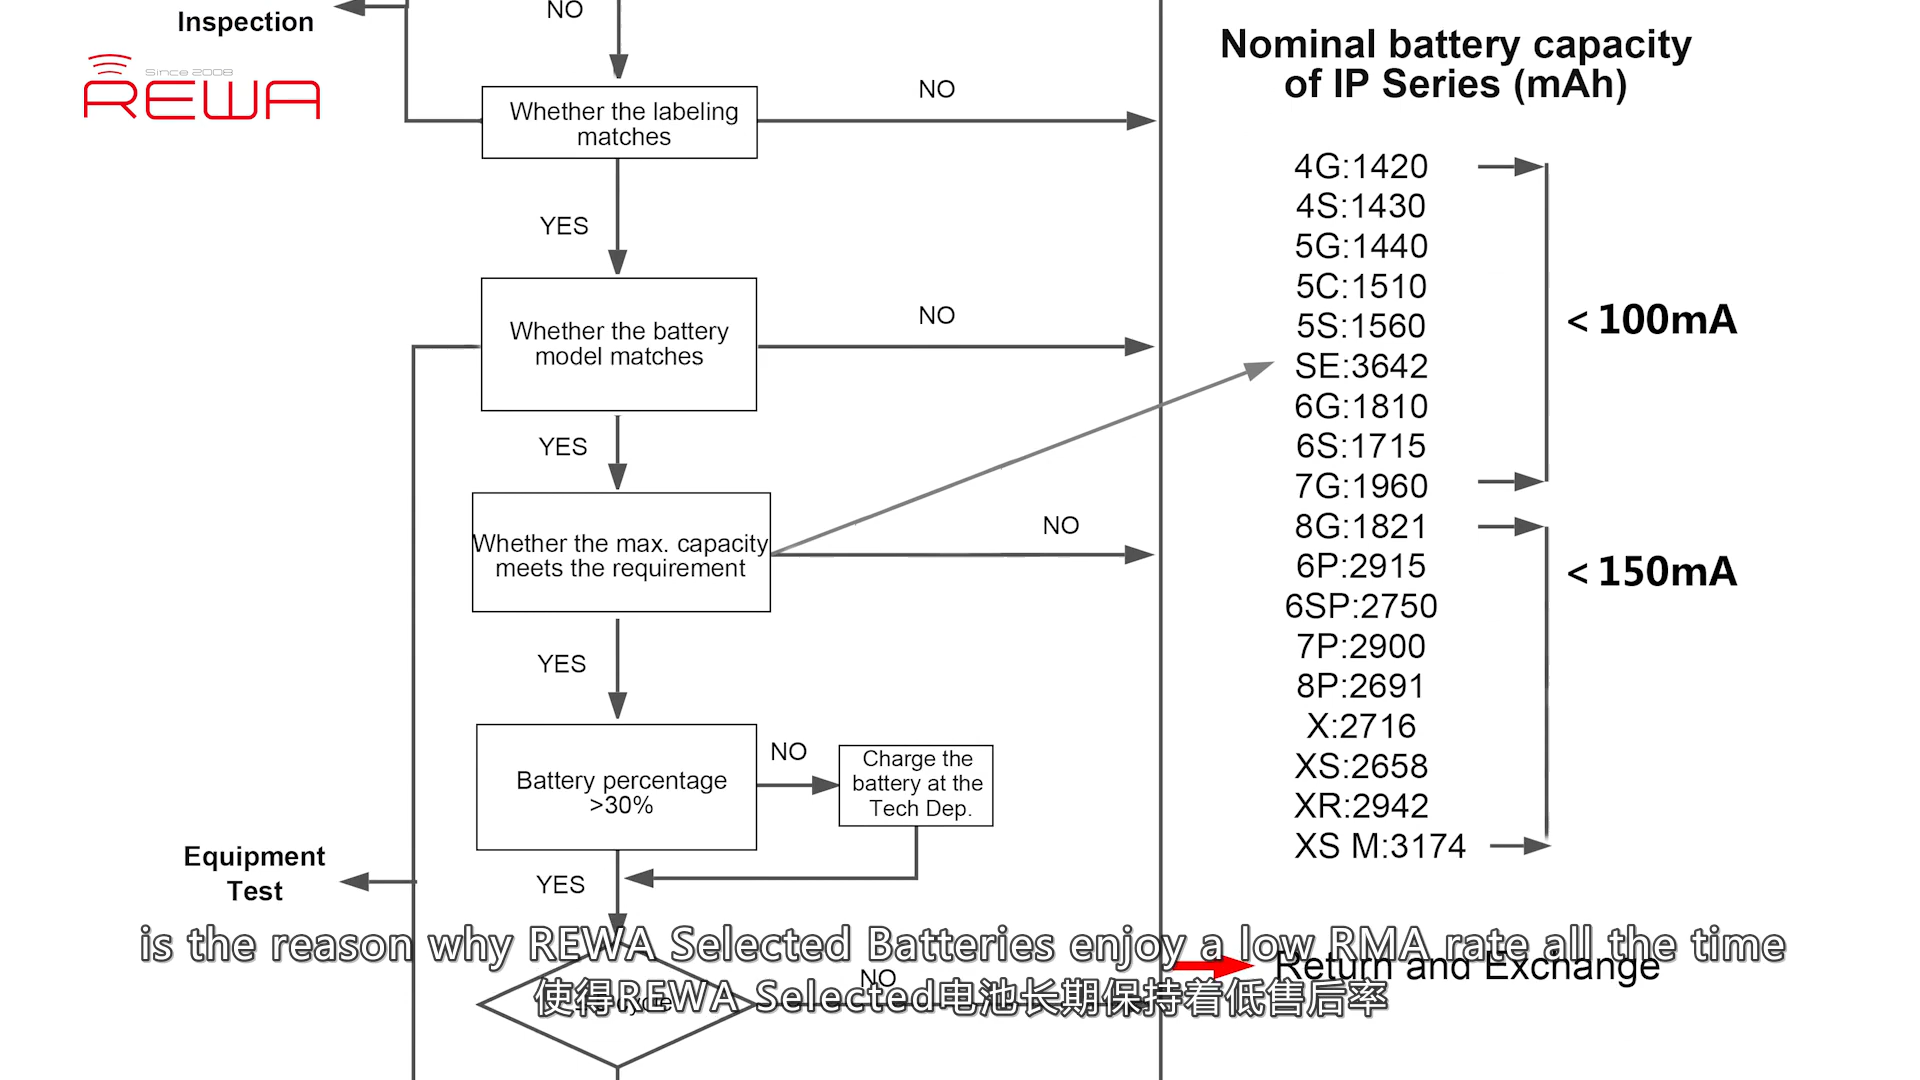 Inspection
NO
Since 2008
REWA
Whether the labeling
matches
NO
YES
Whether the battery
model matches
NO
YES
Whether the max. capacity
meets the requirement
NO
YES
Battery percentage
>30%
NO
Charge the
battery at the
Tech Dep.
YES
Equipment
Test
NO
Nominal battery capacity
of IP Series (mAh)
4G:1420
4S:1430
5G:1440
5C:1510
5S:1560
SE:3642
6G:1810
6S:1715
7G:1960
8G:1821
6P:2915
6SP:2750
7P:2900
8P:2691
X:2716
XS:2658
XR:2942
XS M:3174
< 100mA
< 150mA
Return and Exchange
is the reason why REWA Selected Batteries enjoy a low RMA rate all the time
使得REWA Selected电池长期保持着低售后率